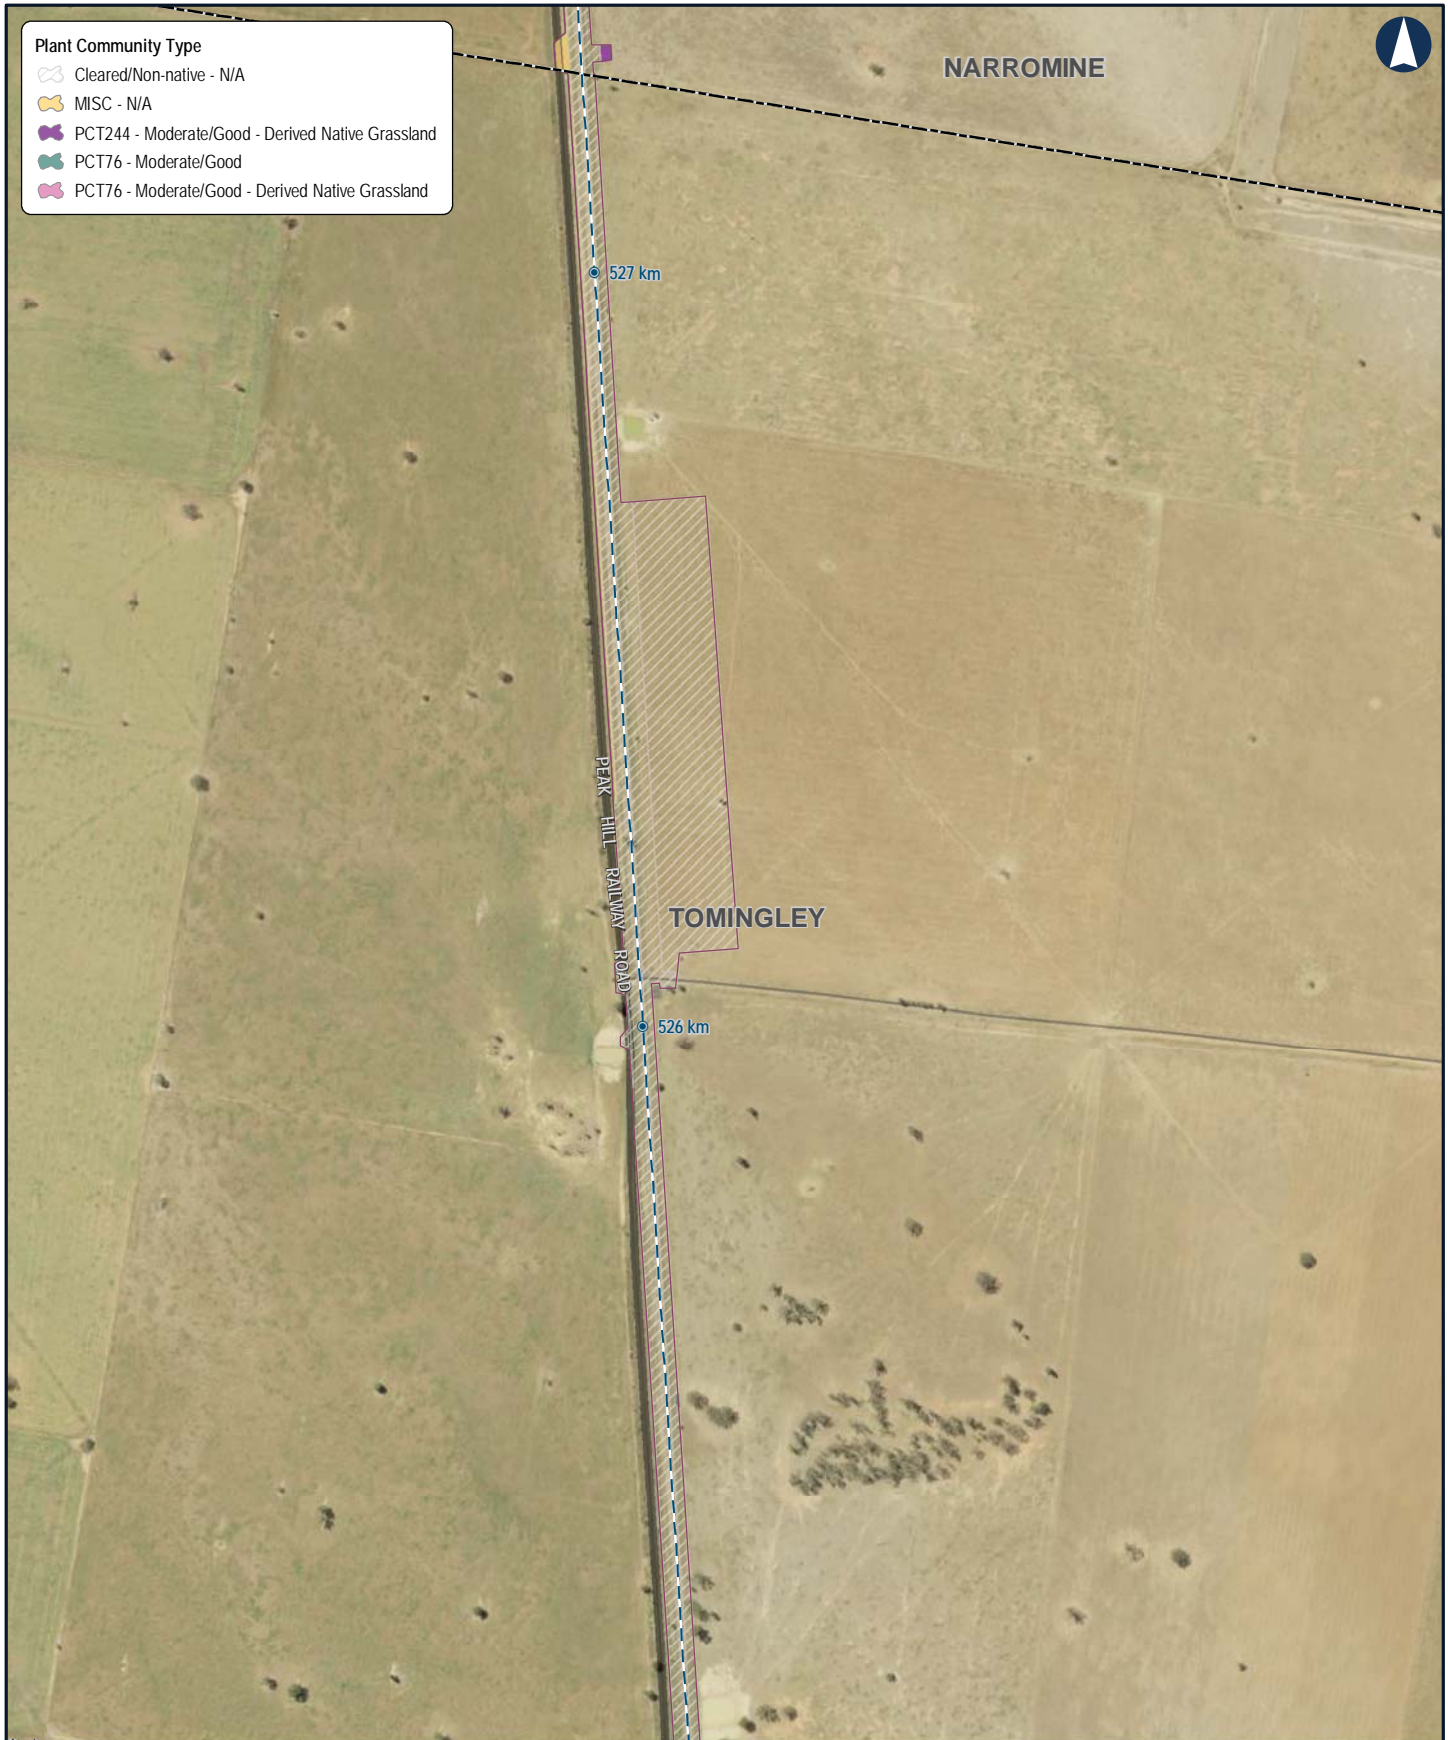 Plant Community Type
Cleared/Non-native - N/A
MISC - N/A
PCT244 - Moderate/Good - Derived Native Grassland
PCT76 - Moderate/Good
PCT76 - Moderate/Good - Derived Native Grassland
NARROMINE
527 km
PEAK HILL RAILWAY ROAD
TOMINGLEY
526 km